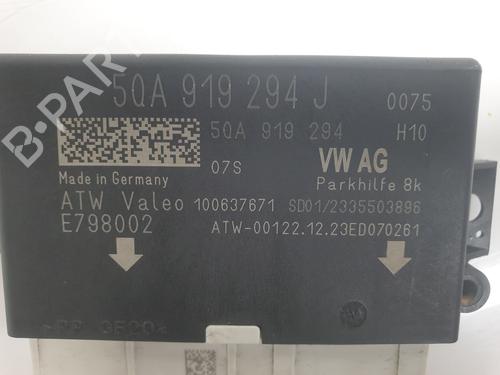 5QA 919 294 J 0075
5QA 919 294 H10
07S VW AG
Made in Germany Parkhilfe 8k
ATW Valeo 100637671 SD01/2335503896
E798002 ATW-00122.12.23ED070261
B-PARTS